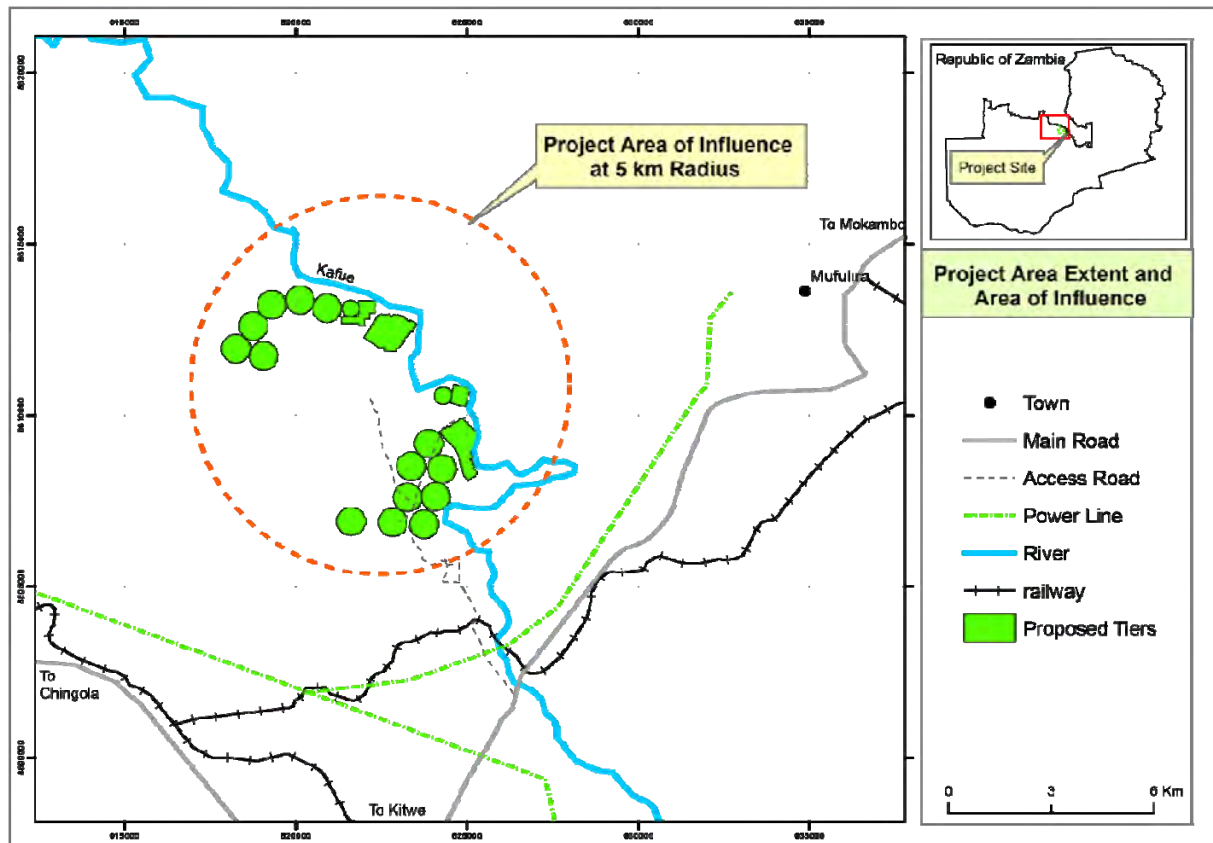 Project Area of Influence
at 5 km Radius
Kafue
To Mokambo
Mufulira
To
Chingola
To Kitwe
Republic of Zambia
Project Site
Project Area Extent and
Area of Influence
Town
Main Road
Access Road
Power Line
River
railway
Proposed Tiers
0 3 6 Km